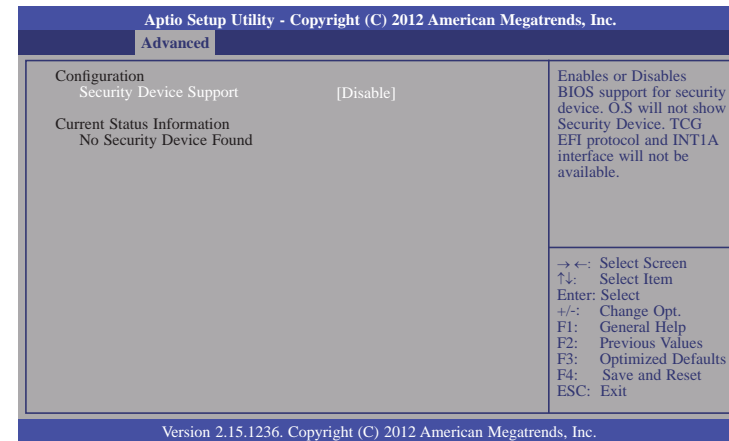 Aptio Setup Utility - Copyright (C) 2012 American Megatrends, Inc.
Advanced
Configuration
Security Device Support [Disable]
Current Status Information
No Security Device Found
Enables or Disables
BIOS support for security
device. O.S will not show
Security Device. TCG
EFI protocol and INT1A
interface will not be
available.
→←: Select Screen
↑↓: Select Item
Enter: Select
+/-: Change Opt.
F1: General Help
F2: Previous Values
F3: Optimized Defaults
F4: Save and Reset
ESC: Exit
Version 2.15.1236. Copyright (C) 2012 American Megatrends, Inc.